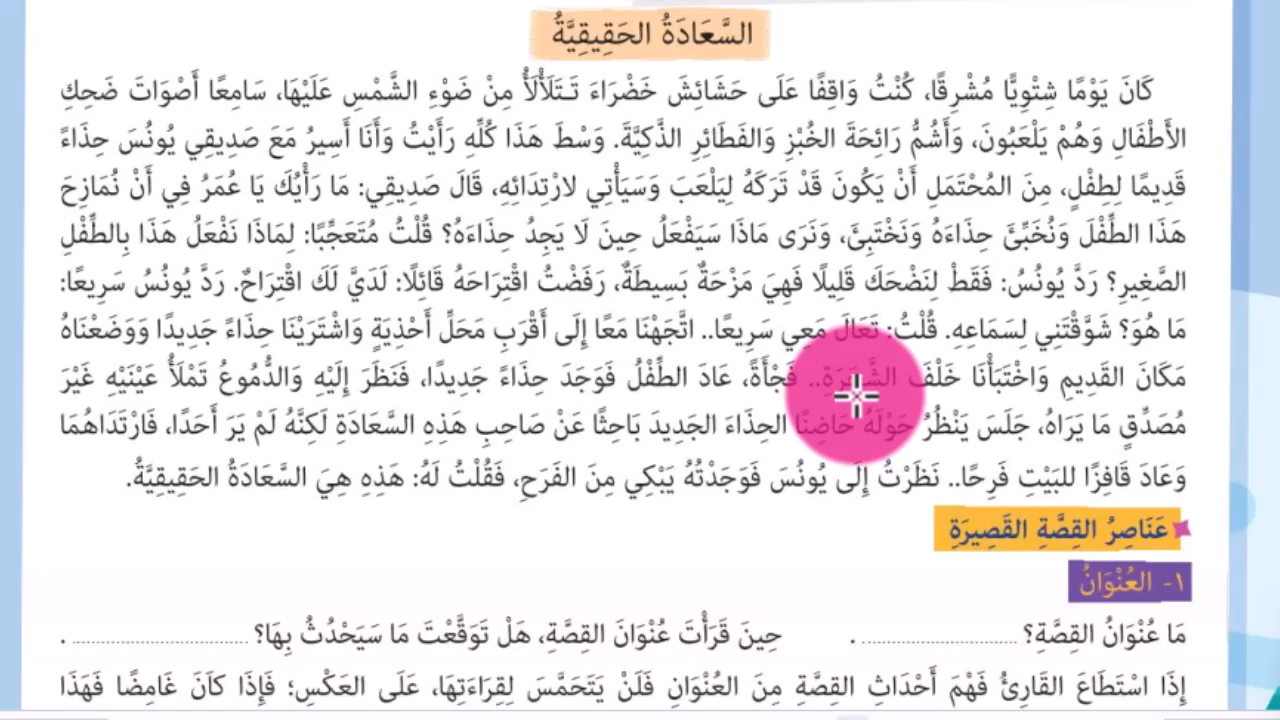 السَّعَادَةُ الحَقِيقِيَّةُ
كَانَ يَوْمًا شِتْوِيًّا مُشْرِقًا، كُنْتُ وَاقِفًا عَلَى حَشَائِشَ خَضْرَاءَ تَتَلَأْلَأُ مِنْ ضَوْءِ الشَّمْسِ عَلَيْهَا، سَامِعًا أَصْوَاتَ ضَحِكِ
الأَطْفَالِ وَهُمْ يَلْعَبُونَ، وَأَشُمُّ رَائِحَةَ الخُبْزِ وَالفَطَائِرِ الذَّكِيَّةَ. وَسْطَ هَذَا كُلِّهِ رَأَيْتُ وَأَنَا أَسِيرُ مَعَ صَدِيقِي يُونُسَ حِذَاءً
قَدِيمًا لِطِفْلٍ، مِنَ المُحْتَمَلِ أَنْ يَكُونَ قَدْ تَرَكَهُ لِيَلْعَبَ وَسَيَأْتِي لارْتِدَائِهِ، قَالَ صَدِيقِي: مَا رَأْيُكَ يَا عُمَرُ فِي أَنْ نُمَازِحَ
هَذَا الطِّفْلَ وَنُخَبِّئَ حِذَاءَهُ وَنَخْتَبِئَ، وَنَرَى مَاذَا سَيَفْعَلُ حِينَ لَا يَجِدُ حِذَاءَهُ؟ قُلْتُ مُتَعَجِّبًا: لِمَاذَا نَفْعَلُ هَذَا بِالطِّفْلِ
الصَّغِيرِ؟ رَدَّ يُونُسُ: فَقَطْ لِنَضْحَكَ قَلِيلًا فَهِيَ مَزْحَةٌ بَسِيطَةٌ، رَفَضْتُ اقْتِرَاحَهُ قَائِلًا: لَدَيَّ لَكَ اقْتِرَاحٌ. رَدَّ يُونُسُ سَرِيعًا:
مَا هُوَ؟ شَوَّقْتَنِي لِسَمَاعِهِ. قُلْتُ: تَعَالَ مَعِي سَرِيعًا.. اتَّجَهْنَا مَعًا إِلَى أَقْرَبِ مَحَلِّ أَحْذِيَةٍ وَاشْتَرَيْنَا حِذَاءً جَدِيدًا وَوَضَعْنَاهُ
مَكَانَ القَدِيمِ وَاخْتَبَأْنَا خَلْفَ الشَّجَرَةِ.. فَجْأَةً، عَادَ الطِّفْلُ فَوَجَدَ حِذَاءً جَدِيدًا، فَنَظَرَ إِلَيْهِ وَالدُّمُوعُ تَمْلَأُ عَيْنَيْهِ غَيْرَ
مُصَدِّقٍ مَا يَرَاهُ، جَلَسَ يَنْظُرُ حَوْلَهُ حَاضِنًا الحِذَاءَ الجَدِيدَ بَاحِثًا عَنْ صَاحِبِ هَذِهِ السَّعَادَةِ لَكِنَّهُ لَمْ يَرَ أَحَدًا، فَارْتَدَاهُمَا
وَعَادَ قَافِزًا للبَيْتِ فَرِحًا.. نَظَرْتُ إِلَى يُونُسَ فَوَجَدْتُهُ يَبْكِي مِنَ الفَرَحِ، فَقُلْتُ لَهُ: هَذِهِ هِيَ السَّعَادَةُ الحَقِيقِيَّةُ.
عَنَاصِرُ القِصَّةِ القَصِيرَةِ
١- العُنْوَانُ
مَا عُنْوَانُ القِصَّةِ؟ .............................. . حِينَ قَرَأْتَ عُنْوَانَ القِصَّةِ، هَلْ تَوَقَّعْتَ مَا سَيَحْدُثُ بِهَا؟ .................................. .
إِذَا اسْتَطَاعَ القَارِئُ فَهْمَ أَحْدَاثِ القِصَّةِ مِنَ العُنْوَانِ فَلَنْ يَتَحَمَّسَ لِقِرَاءَتِهَا، عَلَى العَكْسِ؛ فَإِذَا كَانَ غَامِضًا فَهَذَا